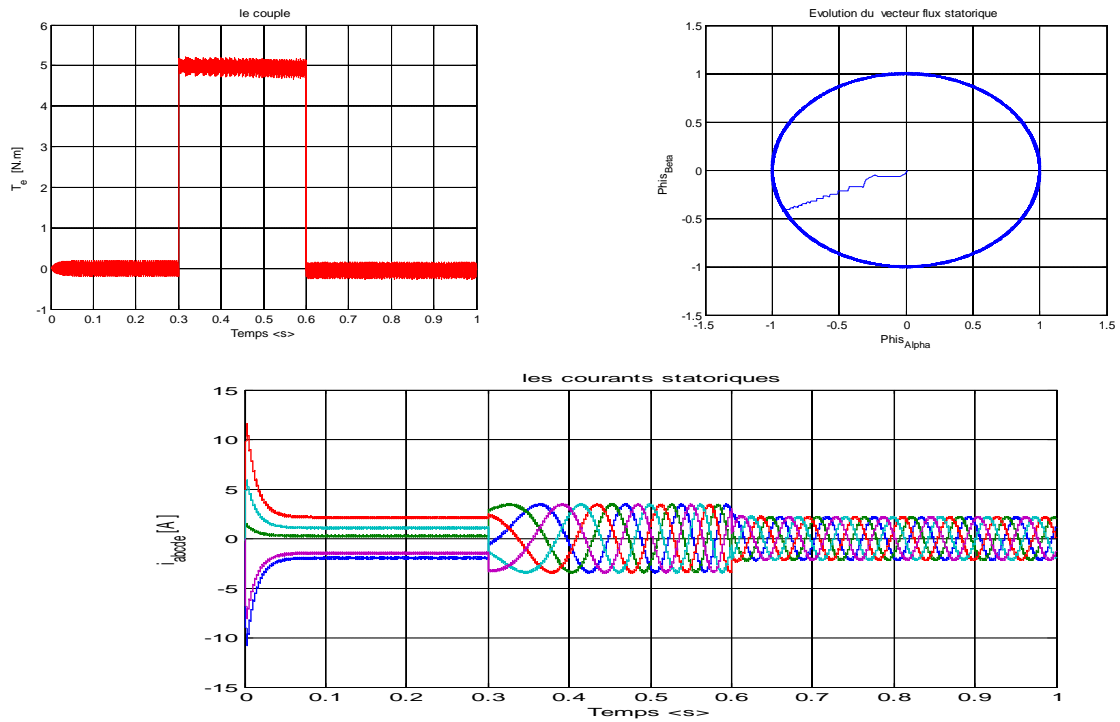 le couple
6
5
4
3
2
1
0
-1
T_e [N.m]
0 0.1 0.2 0.3 0.4 0.5 0.6 0.7 0.8 0.9 1
Temps <s>
Evolution du vecteur flux statorique
1.5
1
0.5
0
-0.5
-1
-1.5
Phis_Beta
-1.5 -1 -0.5 0 0.5 1 1.5
Phis_Alpha
les courants statoriques
15
10
5
0
-5
-10
-15
i_abcde [A ]
0 0.1 0.2 0.3 0.4 0.5 0.6 0.7 0.8 0.9 1
Temps <s>